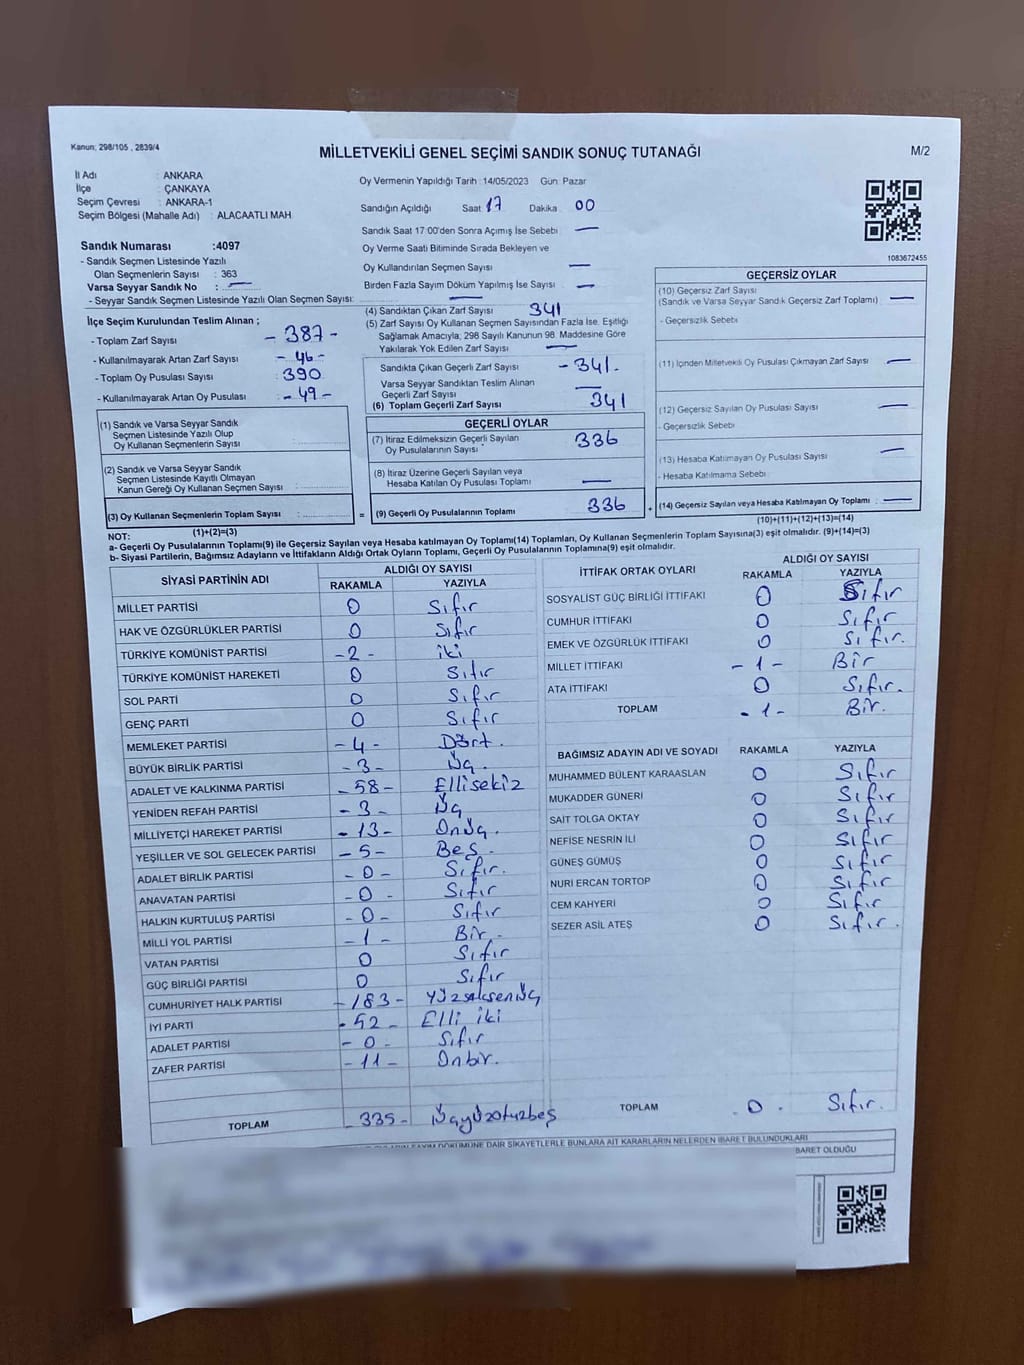 Kanun; 298/105 , 2839/4
MİLLETVEKİLİ GENEL SEÇİMİ SANDIK SONUÇ TUTANAĞI
M/2
İl Adı : ANKARA
İlçe : ÇANKAYA
Seçim Çevresi : ANKARA-1
Seçim Bölgesi (Mahalle Adı) : ALACAATLI MAH
Sandık Numarası :4097
- Sandık Seçmen Listesinde Yazılı
Olan Seçmenlerin Sayısı : 363
Varsa Seyyar Sandık No : —
- Seyyar Sandık Seçmen Listesinde Yazılı Olan Seçmen Sayısı: —
Oy Vermenin Yapıldığı Tarih : 14/05/2023 Gün: Pazar
Sandığın Açıldığı Saat: 17 Dakika : 00
Sandık Saat 17:00'den Sonra Açımış İse Sebebi : —
Oy Verme Saati Bitiminde Sırada Bekleyen ve
Oy Kullandırılan Seçmen Sayısı : —
Birden Fazla Sayım Döküm Yapılmış İse Sayısı : —
1083672455
İlçe Seçim Kurulundan Teslim Alınan ;
- Toplam Zarf Sayısı : - 387 -
- Kullanılmayarak Artan Zarf Sayısı : - 46 -
- Toplam Oy Pusulası Sayısı : 390
- Kullanılmayarak Artan Oy Pusulası : - 49 -
(1) Sandık ve Varsa Seyyar Sandık
Seçmen Listesinde Yazılı Olup
Oy Kullanan Seçmenlerin Sayısı :
(2) Sandık ve Varsa Seyyar Sandık
Seçmen Listesinde Kayıtlı Olmayan
Kanun Gereği Oy Kullanan Seçmen Sayısı :
(3) Oy Kullanan Seçmenlerin Toplam Sayısı :
(1)+(2)=(3)
(4) Sandıktan Çıkan Zarf Sayısı : 341
(5) Zarf Sayısı Oy Kullanan Seçmen Sayısından Fazla İse, Eşitliği
Sağlamak Amacıyla, 298 Sayılı Kanunun 98. Maddesine Göre
Yakılarak Yok Edilen Zarf Sayısı : —
Sandıkta Çıkan Geçerli Zarf Sayısı : - 341.
Varsa Seyyar Sandıktan Teslim Alınan
Geçerli Zarf Sayısı : —
(6) Toplam Geçerli Zarf Sayısı : 341
GEÇERLİ OYLAR
(7) İtiraz Edilmeksizin Geçerli Sayılan
Oy Pusulalarının Sayısı : 336
(8) İtiraz Üzerine Geçerli Sayılan veya
Hesaba Katılan Oy Pusulası Toplamı : —
= (9) Geçerli Oy Pusulalarının Toplamı : 336 +
GEÇERSİZ OYLAR
(10) Geçersiz Zarf Sayısı
(Sandık ve Varsa Seyyar Sandık Geçersiz Zarf Toplamı) : —
- Geçersizlik Sebebi :
(11) İçinden Milletvekili Oy Pusulası Çıkmayan Zarf Sayısı : —
(12) Geçersiz Sayılan Oy Pusulası Sayısı : —
- Geçersizlik Sebebi :
(13) Hesaba Katılmayan Oy Pusulası Sayısı : —
- Hesaba Katılmama Sebebi :
(14) Geçersiz Sayılan veya Hesaba Katılmayan Oy Toplamı : —
(10)+(11)+(12)+(13)=(14)
NOT:
a- Geçerli Oy Pusulalarının Toplamı(9) ile Geçersiz Sayılan veya Hesaba katılmayan Oy Pusulaları Toplamı(14) Toplamları, Oy Kullanan Seçmenlerin Toplam Sayısına(3) eşit olmalıdır. (9)+(14)=(3)
b- Siyasi Partilerin, Bağımsız Adayların ve İttifakların Aldığı Ortak Oyların Toplamı, Geçerli Oy Pusulalarının Toplamına(9) eşit olmalıdır.
SİYASİ PARTİNİN ADI ALDIĞI OY SAYISI
RAKAMLA YAZIYLA
MİLLET PARTİSİ 0 Sıfır
HAK VE ÖZGÜRLÜKLER PARTİSİ 0 Sıfır
TÜRKİYE KOMÜNİST PARTİSİ - 2 - iki
TÜRKİYE KOMÜNİST HAREKETİ 0 Sıfır
SOL PARTİ 0 Sıfır
GENÇ PARTİ 0 Sıfır
MEMLEKET PARTİSİ - 4 - Dört.
BÜYÜK BİRLİK PARTİSİ - 3 - Üç.
ADALET VE KALKINMA PARTİSİ - 58 - Ellisekiz
YENİDEN REFAH PARTİSİ - 3 - Üç
MİLLİYETÇİ HAREKET PARTİSİ - 13 - Onüç.
YEŞİLLER VE SOL GELECEK PARTİSİ - 5 - Beş.
ADALET BİRLİK PARTİSİ - 0 - Sıfır.
ANAVATAN PARTİSİ - 0 - Sıfır
HALKIN KURTULUŞ PARTİSİ - 0 - Sıfır
MİLLİ YOL PARTİSİ - 1 - Bir.
VATAN PARTİSİ 0 Sıfır
GÜÇ BİRLİĞİ PARTİSİ 0 Sıfır
CUMHURİYET HALK PARTİSİ - 183 - Yüzseksenüç
İYİ PARTİ - 52 - Elli iki
ADALET PARTİSİ - 0 - Sıfır
ZAFER PARTİSİ - 11 - Onbir.
TOPLAM - 335 - Üçyüzotuzbeş
İTTİFAK ORTAK OYLARI ALDIĞI OY SAYISI
RAKAMLA YAZIYLA
SOSYALİST GÜÇ BİRLİĞİ İTTİFAKI 0 Sıfır
CUMHUR İTTİFAKI 0 Sıfır
EMEK VE ÖZGÜRLÜK İTTİFAKI 0 Sıfır.
MİLLET İTTİFAKI - 1 - Bir
ATA İTTİFAKI 0 Sıfır.
TOPLAM - 1 - Bir.
BAĞIMSIZ ADAYIN ADI VE SOYADI RAKAMLA YAZIYLA
MUHAMMED BÜLENT KARAASLAN 0 Sıfır
MUKADDER GÜNERİ 0 Sıfır
SAİT TOLGA OKTAY 0 Sıfır
NEFİSE NESRİN İLİ 0 Sıfır
GÜNEŞ GÜMÜŞ 0 Sıfır
NURİ ERCAN TORTOP 0 Sıfır
CEM KAHYERİ 0 Sıfır
SEZER ASİL ATEŞ 0 Sıfır.
TOPLAM . 0 . Sıfır.
DÖKÜMÜNE DAİR ŞİKAYETLERLE BUNLARA AİT KARARLARIN NELERDEN İBARET BULUNDUKLARI
İBARET OLDUĞU